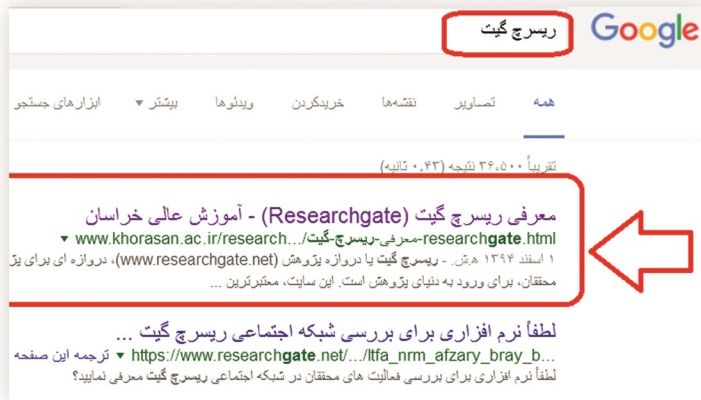 Google
ریسرچ گیت
همه تصاویر نقشه‌ها خریدکردن ویدئوها بیشتر ▼ ابزارهای جستجو
تقریباً ۳۶,۵۰۰ نتیجه (۰.۴۳ ثانیه)
معرفی ریسرچ گیت (Researchgate) - آموزش عالی خراسان
www.khorasan.ac.ir/research.../معرفی-ریسرچ-گیت-researchgate.html ▼
۱ اسفند ۱۳۹۴ ه‍.ش. - ریسرچ گیت یا دروازه پژوهش (www.researchgate.net)، دروازه ای برای
محققان، برای ورود به دنیای پژوهش است. این سایت، معتبرترین ...
لطفاً نرم افزاری برای بررسی شبکه اجتماعی ریسرچ گیت ...
https://www.researchgate.net/.../ltfa_nrm_afzary_bray_b... ▼ ترجمه این صفحه
لطفاً نرم افزاری برای بررسی فعالیت های محققان در شبکه اجتماعی ریسرچ گیت معرفی نمایید؟